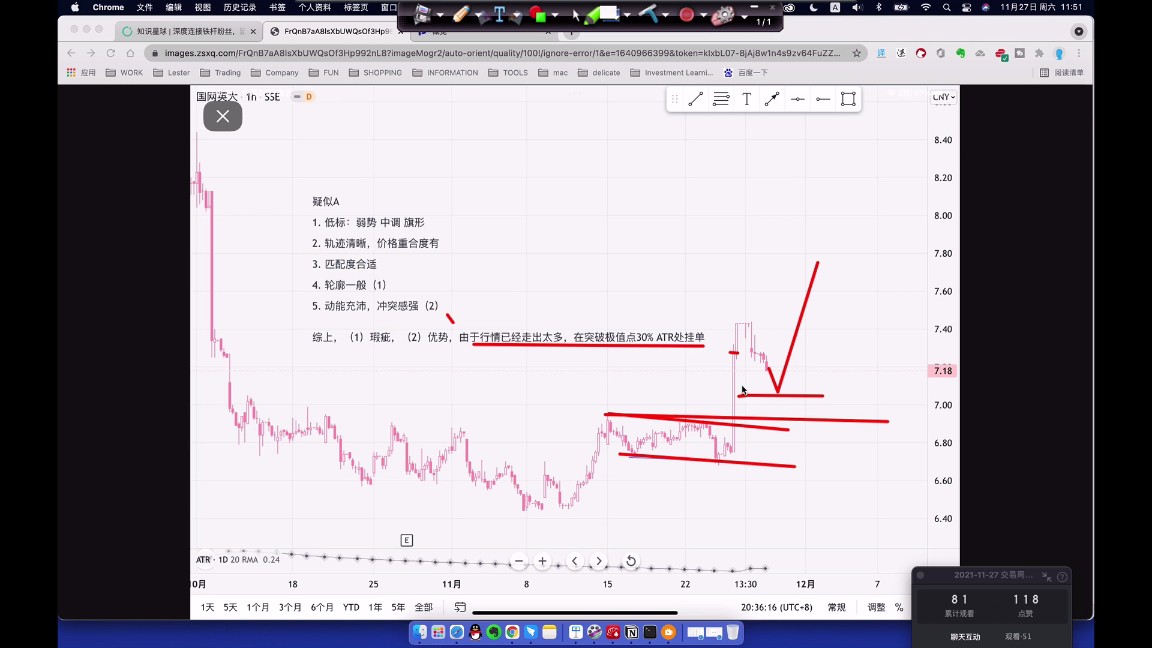 Chrome 文件 编辑 视图 历史记录 书签 个人资料 标签页 窗口
A 11月27日 周六 11:51
T
1/1
知识星球 | 深度连接铁杆粉丝,
FrQnB7aA8IsXbUWQsOf3Hp9
images.zsxq.com/FrQnB7aA8IsXbUWQsOf3Hp992nL8?imageMogr2/auto-orient/quality/100!/ignore-error/1&e=1640966399&token=kIxbL07-8jAj8w1n4s9zv64FuZZ...
应用 WORK Lester Trading Company FUN SHOPPING INFORMATION TOOLS mac delicate Investment Learni... 百度一下 阅读清单
国网英大 · 1h · SSE D
T
CNY
8.40
8.20
8.00
7.80
7.60
7.40
7.18
7.00
6.80
6.60
6.40
疑似A
1. 低标：弱势 中调 旗形
2. 轨迹清晰，价格重合度有
3. 匹配度合适
4. 轮廓一般（1）
5. 动能充沛，冲突感强（2）
综上，（1）瑕疵，（2）优势，由于行情已经走出太多，在突破极值点30% ATR处挂单
E
ATR · 1D 20 RMA 0.24
0月 18 25 11月 8 15 22 13:30 12月 7
1天 5天 1个月 3个月 6个月 YTD 1年 5年 全部
20:36:16 (UTC+8) 常规 调整 %
2021-11-27 交易周...
81 118
累计观看 点赞
聊天互动 观看·51